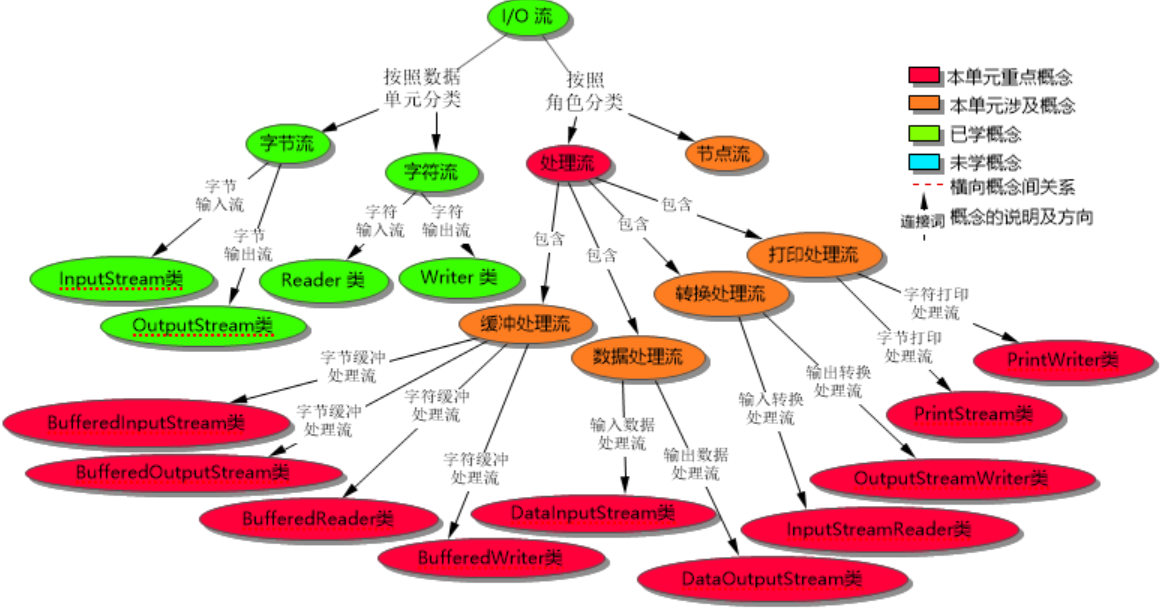 I/O 流
按照数据
单元分类
按照
角色分类
本单元重点概念
本单元涉及概念
已学概念
未学概念
横向概念间关系
连接词
概念的说明及方向
字节流
字符流
处理流
节点流
字节
输入流
字节
输出流
字符
输入流
字符
输出流
包含
包含
包含
包含
InputStream类
OutputStream类
Reader 类
Writer 类
打印处理流
转换处理流
缓冲处理流
数据处理流
字符打印
处理流
字节打印
处理流
PrintWriter类
PrintStream类
字节缓冲
处理流
字节缓冲
处理流
字符缓冲
处理流
字符缓冲
处理流
输入数据
处理流
输出数据
处理流
输入转换
处理流
输出转换
处理流
BufferedInputStream类
BufferedOutputStream类
BufferedReader类
BufferedWriter类
DataInputStream类
DataOutputStream类
OutputStreamWriter类
InputStreamReader类